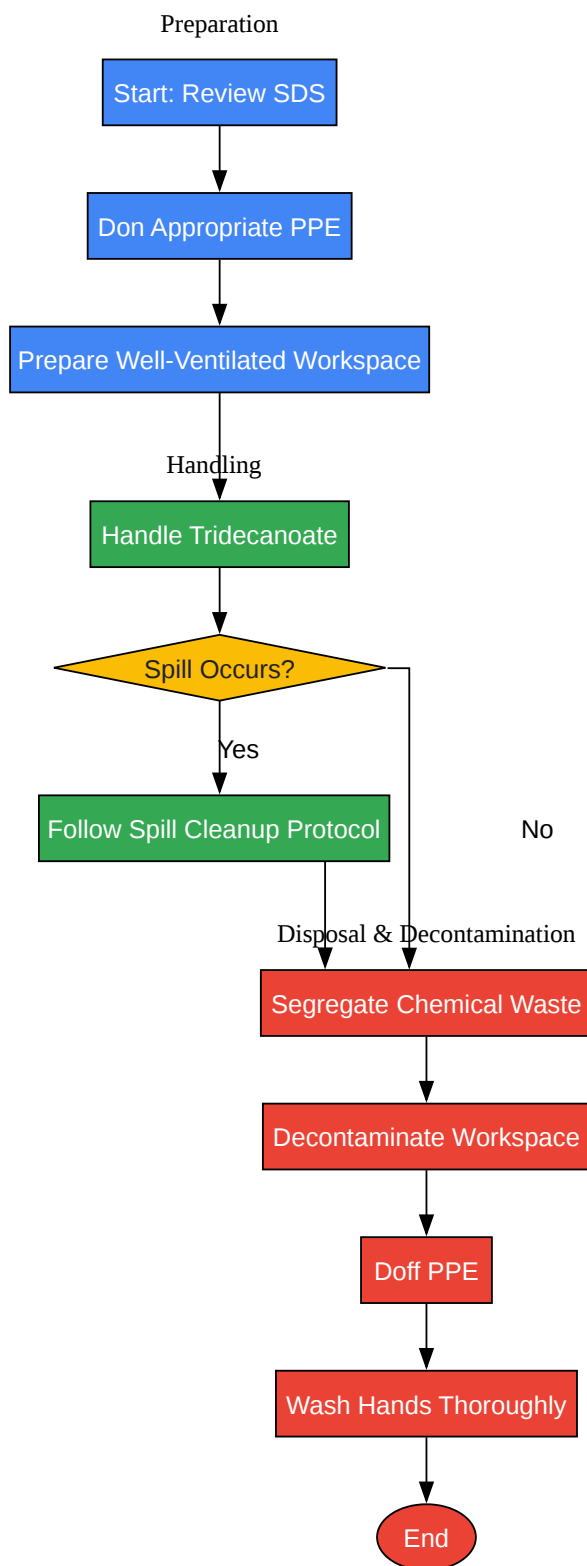 Preparation
Start: Review SDS
Don Appropriate PPE
Prepare Well-Ventilated Workspace
Handling
Handle Tridecanoate
Spill Occurs?
Yes
Follow Spill Cleanup Protocol
No
Disposal & Decontamination
Segregate Chemical Waste
Decontaminate Workspace
Doff PPE
Wash Hands Thoroughly
End